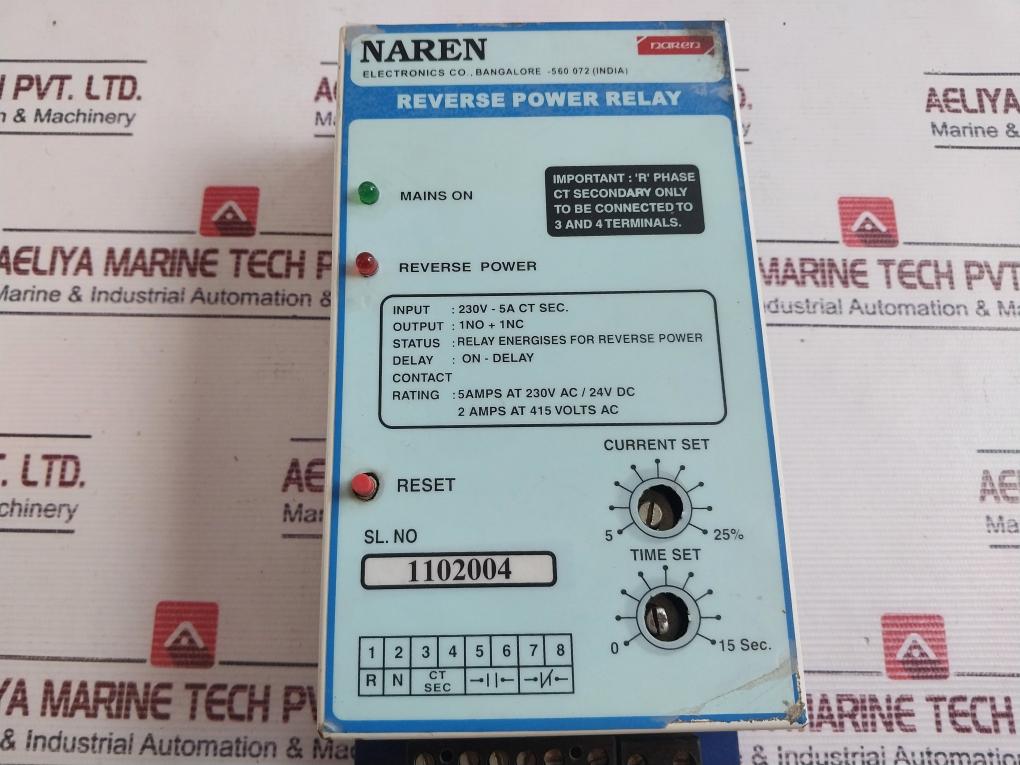 NAREN
naren
ELECTRONICS CO., BANGALORE -560 072 (INDIA)
REVERSE POWER RELAY
MAINS ON
IMPORTANT : 'R' PHASE
CT SECONDARY ONLY
TO BE CONNECTED TO
3 AND 4 TERMINALS.
REVERSE POWER
INPUT : 230V - 5A CT SEC.
OUTPUT : 1NO + 1NC
STATUS : RELAY ENERGISES FOR REVERSE POWER
DELAY : ON - DELAY
CONTACT
RATING : 5AMPS AT 230V AC / 24V DC
2 AMPS AT 415 VOLTS AC
CURRENT SET
5 25%
RESET
TIME SET
0 15 Sec.
SL. NO
1102004
1 2 3 4 5 6 7 8
R N CT SEC
PVT. LTD.
& Machinery
AELIYA
Marine &
AELIYA MARINE TECH P
Marine & Industrial Automation &
MARINE TECH PVT
dustrial Automation & M
. LTD.
chinery
AE
Mar
AE
Ma
YA MARINE TECH PV
& Industrial Automation & Ma
MARINE TECH
& Industrial Automation